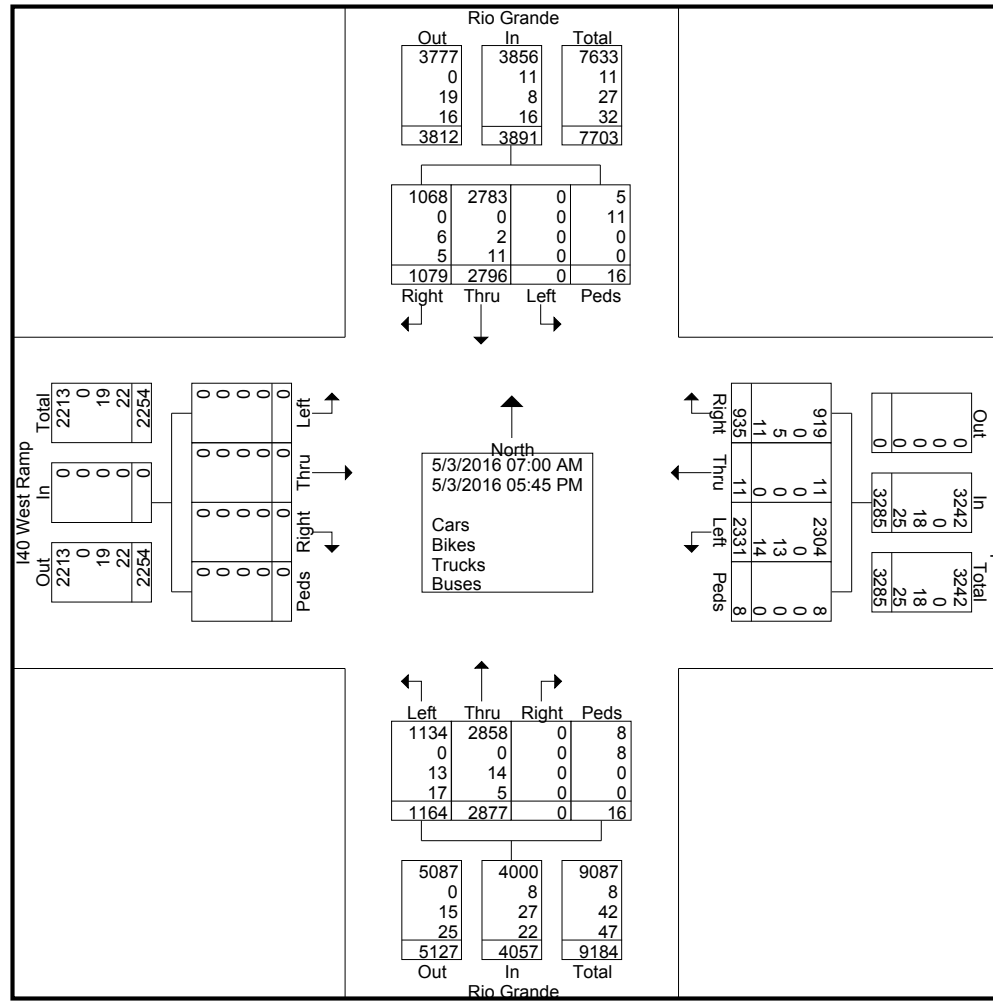 Rio Grande
Out In Total
3777 3856 7633
0 11 11
19 8 27
16 16 32
3812 3891 7703
1068 2783 0 5
0 0 0 11
6 2 0 0
5 11 0 0
1079 2796 0 16
Right Thru Left Peds
I40 West Ramp
Out In Total
2213 0 2213
0 0 0
19 0 19
22 0 22
2254 0 2254
Peds Right Thru Left
0 0 0 0
0 0 0 0
0 0 0 0
0 0 0 0
0 0 0 0
North
5/3/2016 07:00 AM
5/3/2016 05:45 PM
Cars
Bikes
Trucks
Buses
Right Thru Left Peds
919 11 2304 8
0 0 0 0
5 0 13 0
11 0 14 0
935 11 2331 8
Out In Total
0 3242 3242
0 0 0
0 18 18
0 25 25
0 3285 3285
Left Thru Right Peds
1134 2858 0 8
0 0 0 8
13 14 0 0
17 5 0 0
1164 2877 0 16
5087 4000 9087
0 8 8
15 27 42
25 22 47
5127 4057 9184
Out In Total
Rio Grande